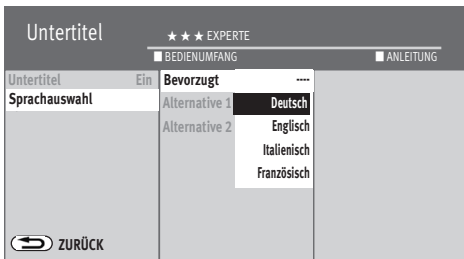 Untertitel ★ ★ ★ EXPERTE
BEDIENUMFANG ANLEITUNG
Untertitel Ein Bevorzugt ----
Sprachauswahl Alternative 1 Deutsch
Alternative 2 Englisch
Italienisch
Französisch
ZURÜCK